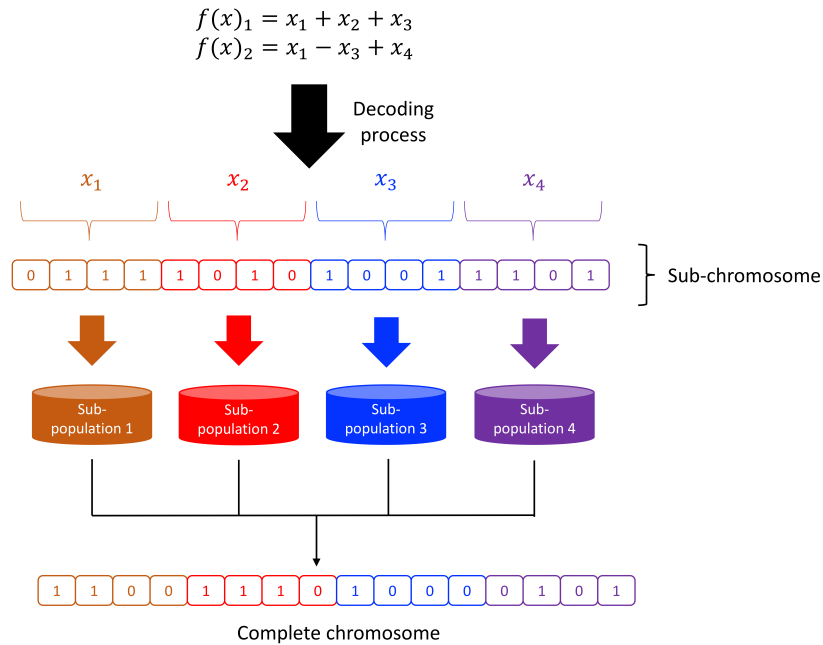 f(x)₁ = x₁ + x₂ + x₃
f(x)₂ = x₁ − x₃ + x₄
Decoding
process
x₁ x₂ x₃ x₄
0 1 1 1 1 0 1 0 1 0 0 1 1 1 0 1
Sub-chromosome
Sub-
population 1
Sub-
population 2
Sub-
population 3
Sub-
population 4
1 1 0 0 1 1 1 0 1 0 0 0 0 1 0 1
Complete chromosome